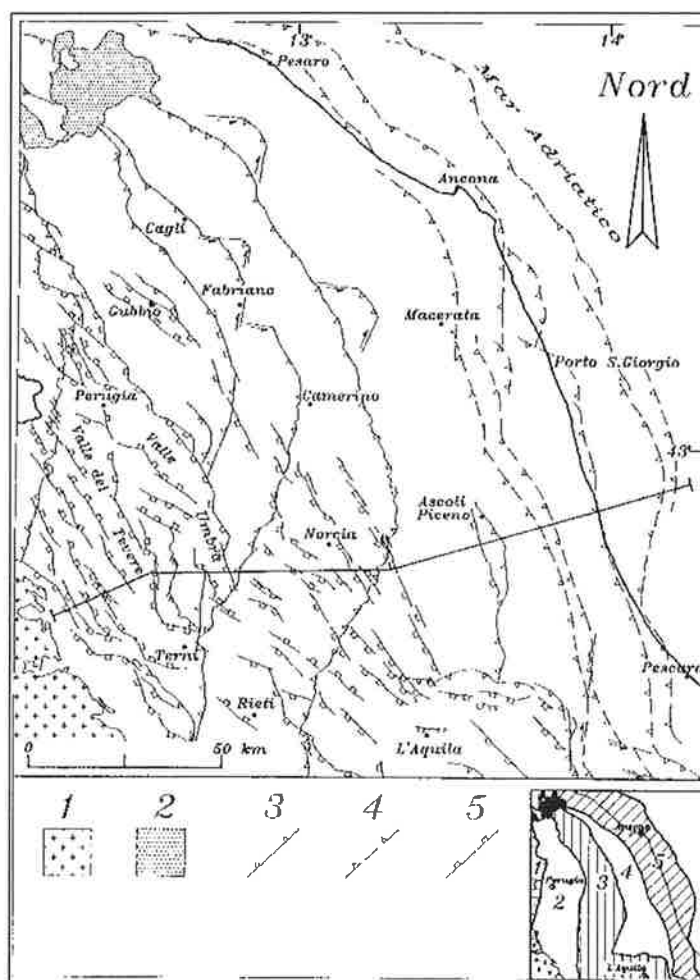 13°
14°
Pesaro
Nord
Mar Adriatico
Ancona
Cagli
Fabriano
Gubbio
Macerata
Porto S.Giorgio
Perugia
Camerino
43°
Valle del Tevere
Valle Umbra
Ascoli
Piceno
Norcia
Terni
Pescara
Rieti
L'Aquila
0 50 km
1 2 3 4 5
1
2
3
4
5
Perugia
L'Aquila